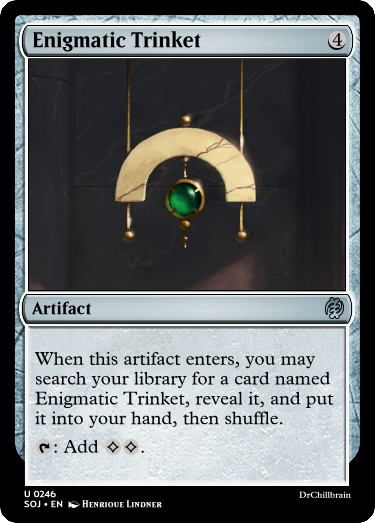 Enigmatic Trinket 4
Artifact
When this artifact enters, you may
search your library for a card named
Enigmatic Trinket, reveal it, and put
it into your hand, then shuffle.
: Add .
U 0246
SOJ • EN Henrique Lindner
DrChillbrain